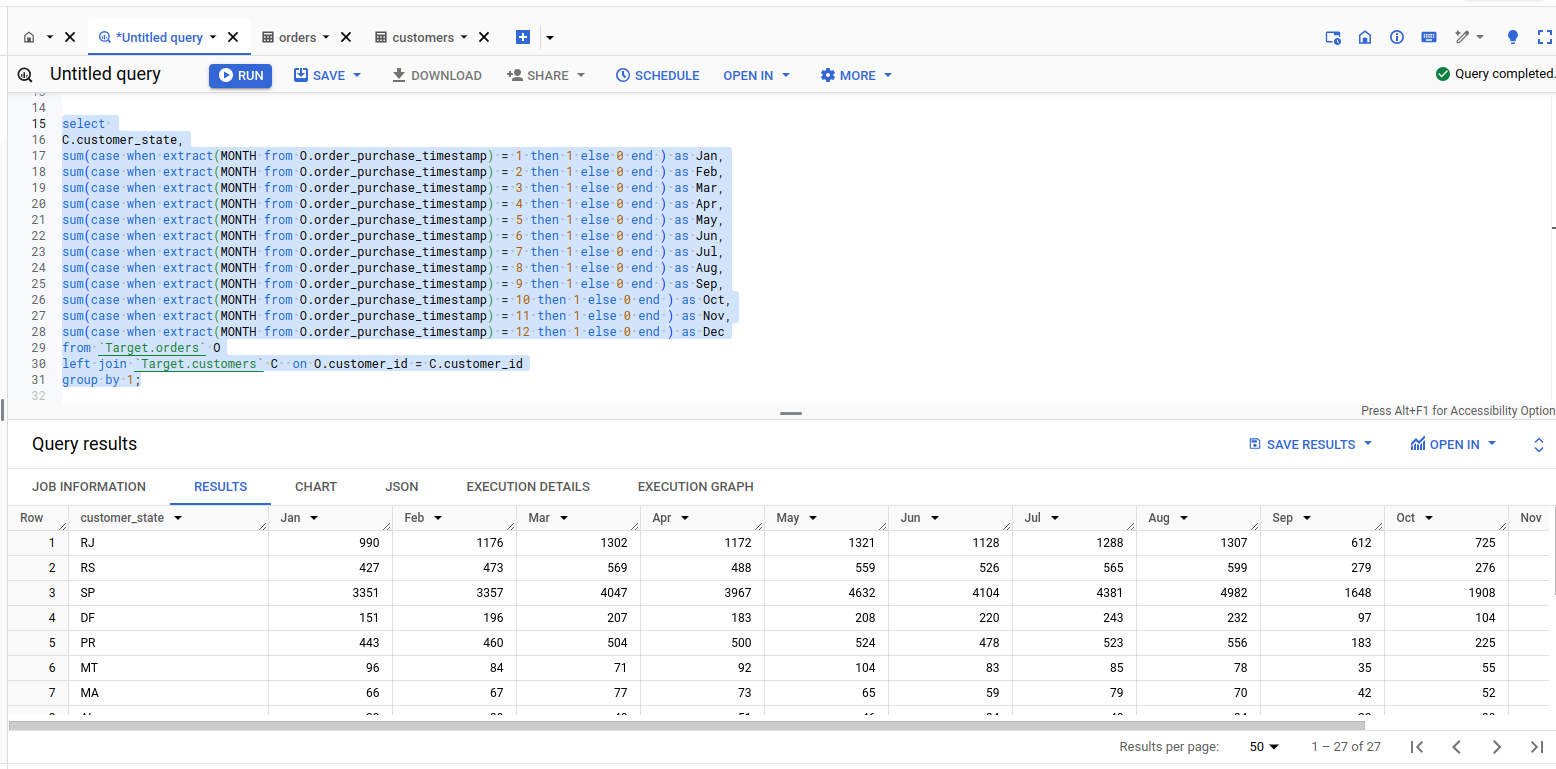 *Untitled query orders customers
Untitled query RUN SAVE DOWNLOAD SHARE SCHEDULE OPEN IN MORE Query completed.
14
15 select
16 C.customer_state,
17 sum(case when extract(MONTH from O.order_purchase_timestamp) = 1 then 1 else 0 end ) as Jan,
18 sum(case when extract(MONTH from O.order_purchase_timestamp) = 2 then 1 else 0 end ) as Feb,
19 sum(case when extract(MONTH from O.order_purchase_timestamp) = 3 then 1 else 0 end ) as Mar,
20 sum(case when extract(MONTH from O.order_purchase_timestamp) = 4 then 1 else 0 end ) as Apr,
21 sum(case when extract(MONTH from O.order_purchase_timestamp) = 5 then 1 else 0 end ) as May,
22 sum(case when extract(MONTH from O.order_purchase_timestamp) = 6 then 1 else 0 end ) as Jun,
23 sum(case when extract(MONTH from O.order_purchase_timestamp) = 7 then 1 else 0 end ) as Jul,
24 sum(case when extract(MONTH from O.order_purchase_timestamp) = 8 then 1 else 0 end ) as Aug,
25 sum(case when extract(MONTH from O.order_purchase_timestamp) = 9 then 1 else 0 end ) as Sep,
26 sum(case when extract(MONTH from O.order_purchase_timestamp) = 10 then 1 else 0 end ) as Oct,
27 sum(case when extract(MONTH from O.order_purchase_timestamp) = 11 then 1 else 0 end ) as Nov,
28 sum(case when extract(MONTH from O.order_purchase_timestamp) = 12 then 1 else 0 end ) as Dec
29 from `Target.orders` O
30 left join `Target.customers` C  on O.customer_id = C.customer_id
31 group by 1;
32
Press Alt+F1 for Accessibility Option
Query results SAVE RESULTS OPEN IN
JOB INFORMATION RESULTS CHART JSON EXECUTION DETAILS EXECUTION GRAPH
Row customer_state Jan Feb Mar Apr May Jun Jul Aug Sep Oct Nov
1 RJ 990 1176 1302 1172 1321 1128 1288 1307 612 725
2 RS 427 473 569 488 559 526 565 599 279 276
3 SP 3351 3357 4047 3967 4632 4104 4381 4982 1648 1908
4 DF 151 196 207 183 208 220 243 232 97 104
5 PR 443 460 504 500 524 478 523 556 183 225
6 MT 96 84 71 92 104 83 85 78 35 55
7 MA 66 67 77 73 65 59 79 70 42 52
Results per page: 50 1 – 27 of 27